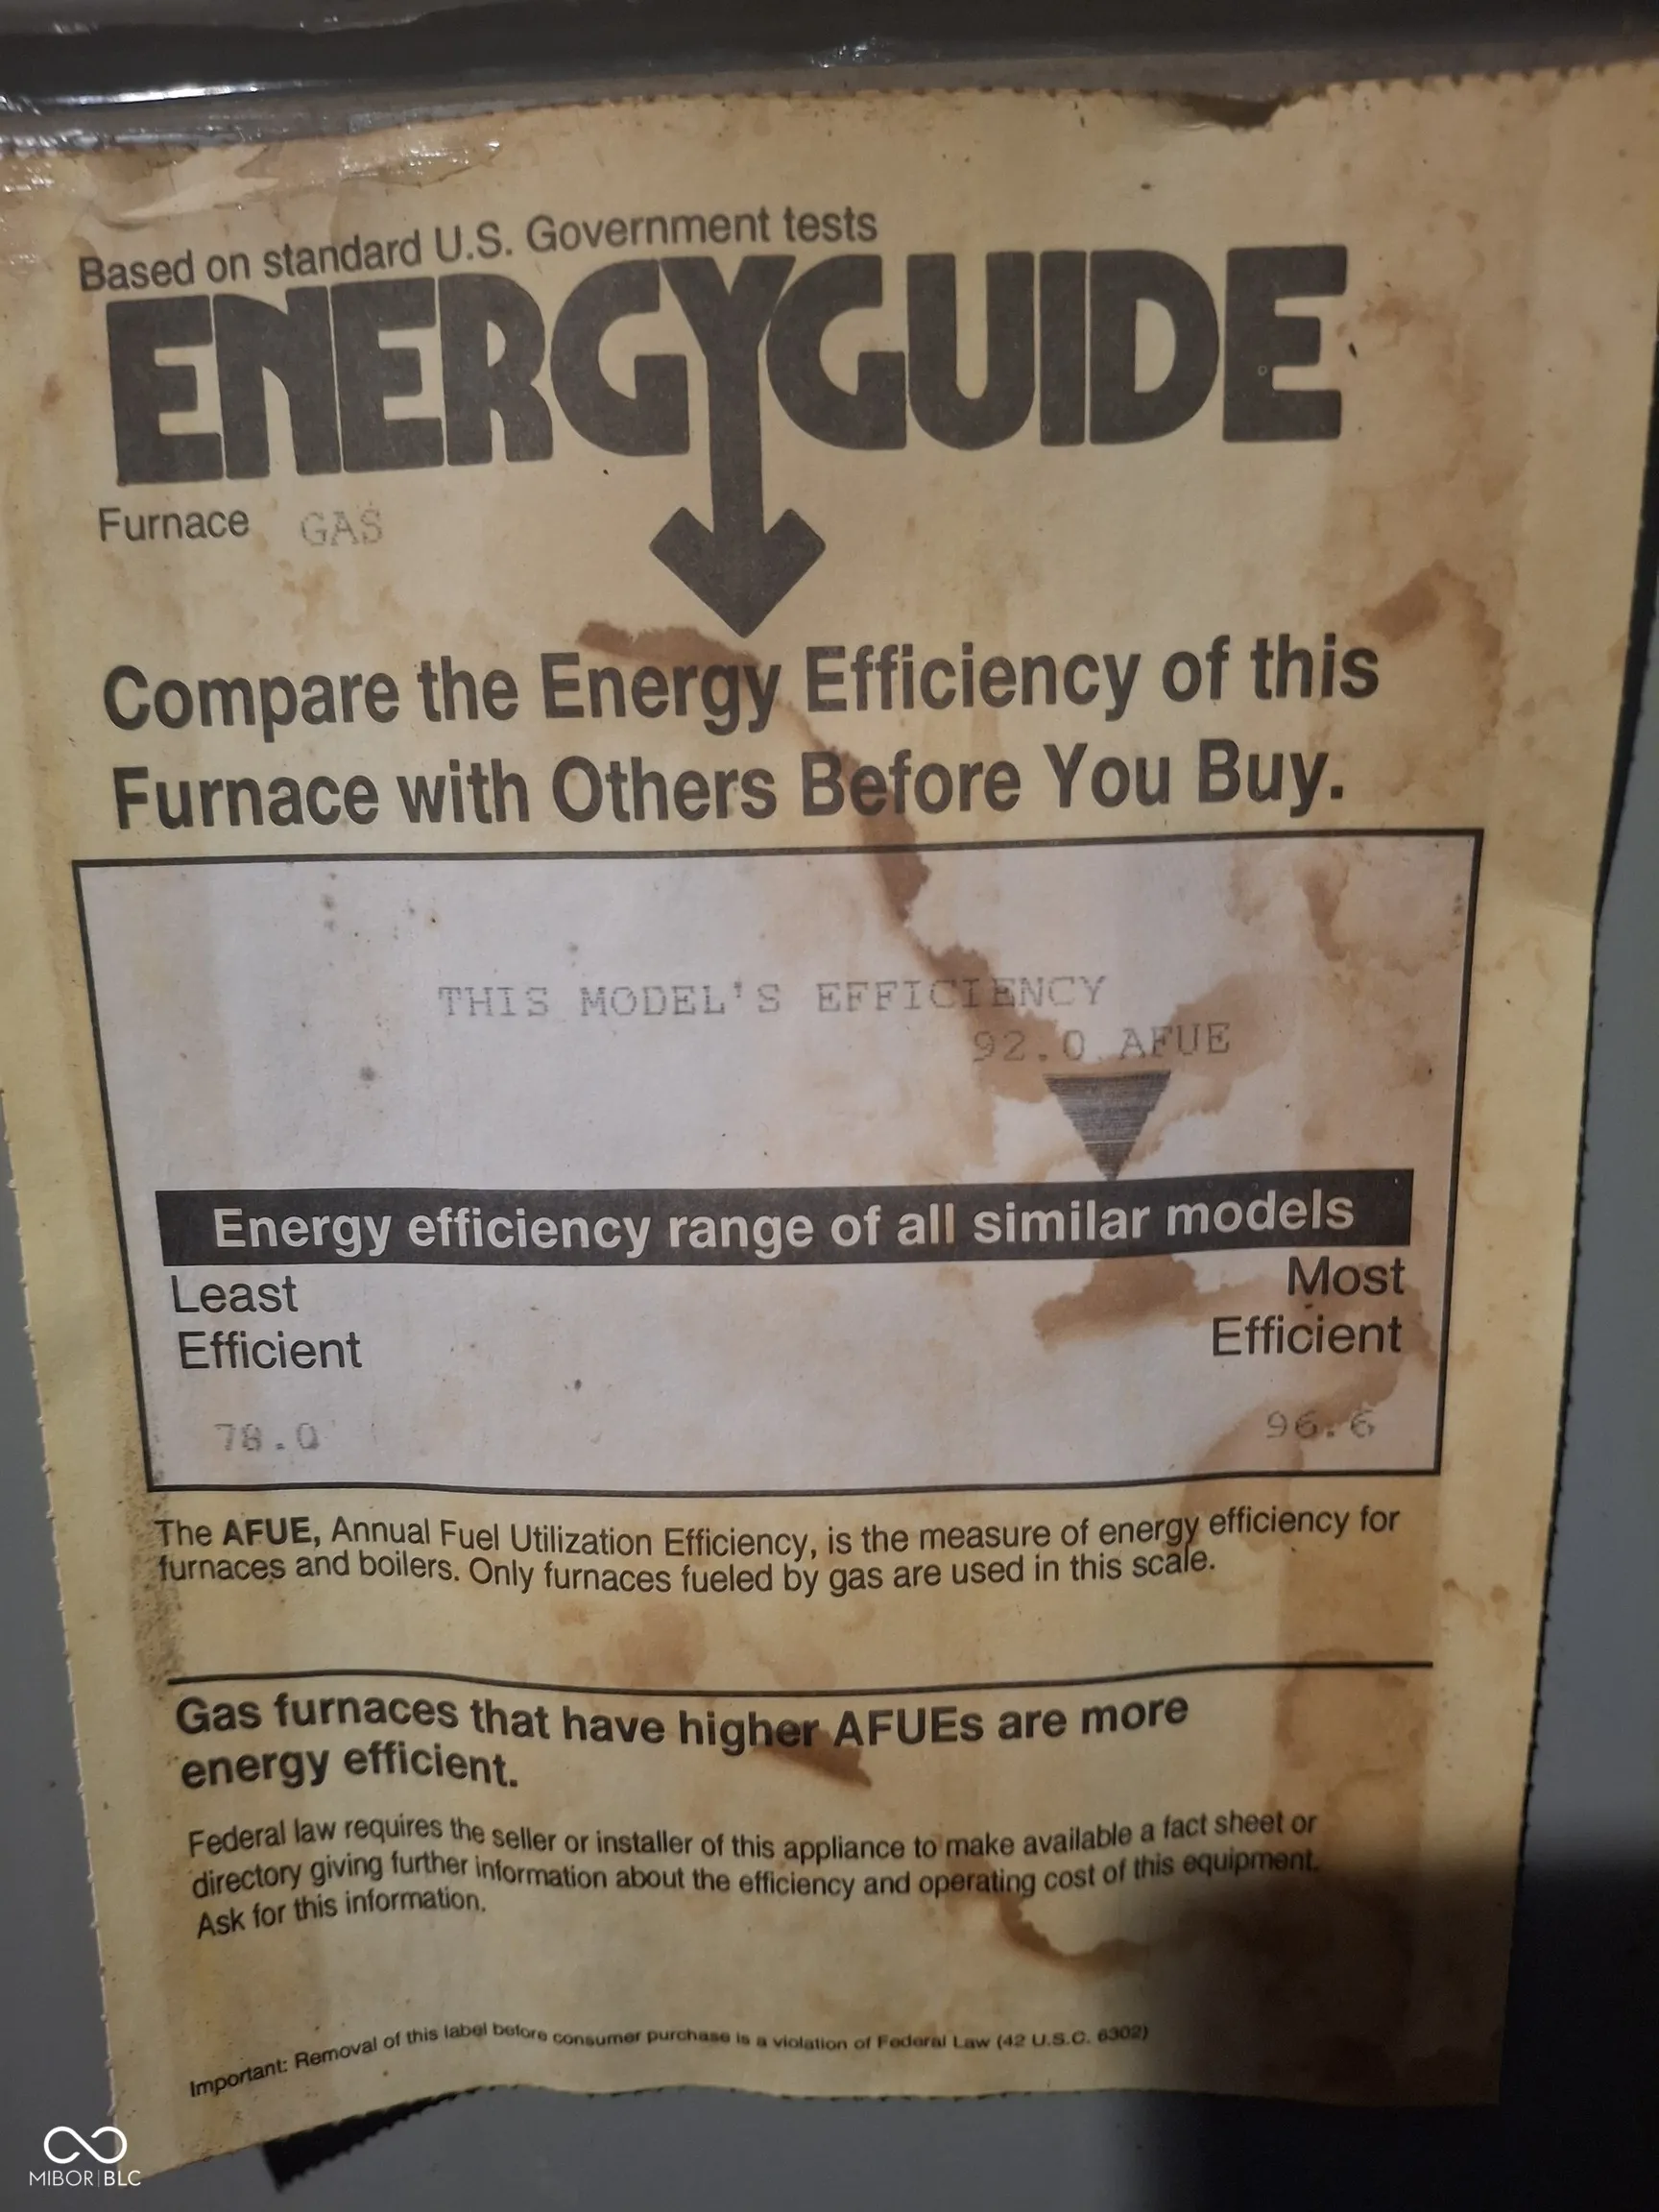 Based on standard U.S. Government tests
ENERGYGUIDE
Furnace GAS
Compare the Energy Efficiency of this
Furnace with Others Before You Buy.
THIS MODEL'S EFFICIENCY
92.0 AFUE
Energy efficiency range of all similar models
Least Most
Efficient Efficient
78.0 96.6
The AFUE, Annual Fuel Utilization Efficiency, is the measure of energy efficiency for
furnaces and boilers. Only furnaces fueled by gas are used in this scale.
Gas furnaces that have higher AFUEs are more
energy efficient.
Federal law requires the seller or installer of this appliance to make available a fact sheet or
directory giving further information about the efficiency and operating cost of this equipment.
Ask for this information.
Important: Removal of this label before consumer purchase is a violation of Federal Law (42 U.S.C. 6302)
MIBOR|BLC